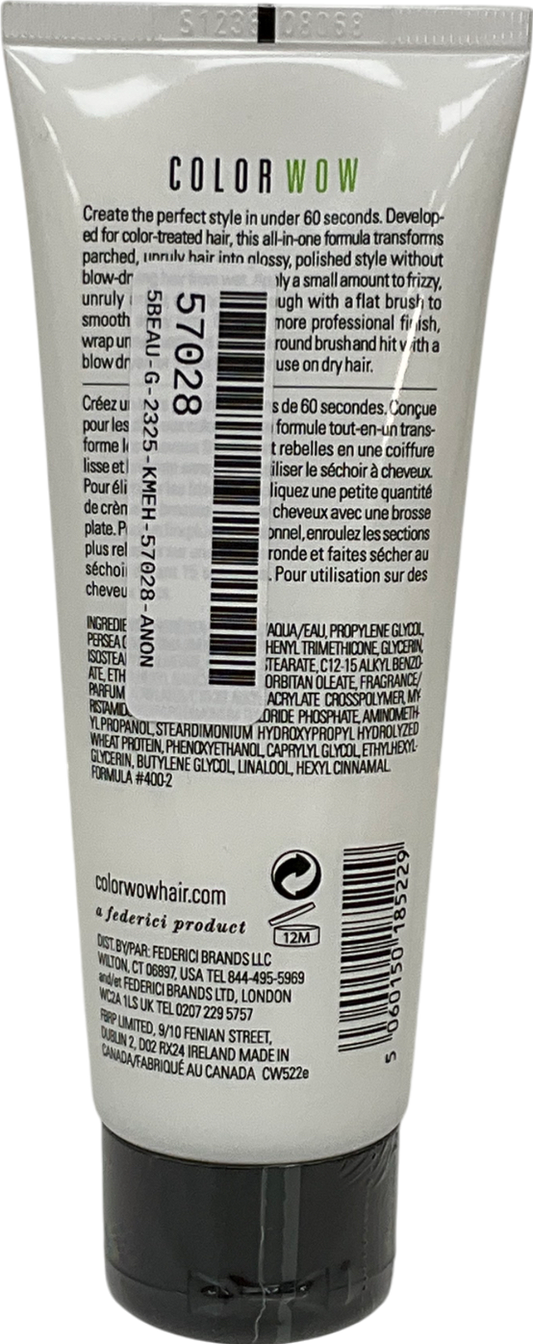 COLOR WOW
Create the perfect style in under 60 seconds. Develop-
ed for color-treated hair, this all-in-one formula transforms
parched, unruly hair into glossy, polished style without
blow-dr
a small amount to frizzy,
unruly
ugh with a flat brush to
smooth
more professional finish,
wrap un
round brush and hit with a
blow dr
use on dry hair.
57028
5BEAU-G-2325-KMEH-57028-ANON
Créez u
s de 60 secondes. Conçue
pour les
formule tout-en-un trans-
forme l
t rebelles en une coiffure
lisse et l
iliser le séchoir à cheveux.
Pour éli
liquez une petite quantité
de crèm
cheveux avec une brosse
plate. P
onnel, enroulez les sections
plus rel
ronde et faites sécher au
séchoi
. Pour utilisation sur des
cheveu
INGREDIE
AQUA/EAU, PROPYLENE GLYCOL,
PERSEA G
HENYL TRIMETHICONE, GLYCERIN,
ISOSTEA
STEARATE, C12-15 ALKYL BENZO-
ATE, ETH
ORBITAN OLEATE, FRAGRANCE/
PARFUM
ACRYLATE CROSSPOLYMER, MY-
RISTAMID
ORIDE PHOSPHATE, AMINOMETH-
YL PROPANOL, STEARDIMONIUM HYDROXYPROPYL HYDROLYZED
WHEAT PROTEIN, PHENOXYETHANOL, CAPRYLYL GLYCOL, ETHYLHEXYL-
GLYCERIN, BUTYLENE GLYCOL, LINALOOL, HEXYL CINNAMAL.
FORMULA #400-2
colorwowhair.com
a federici product
12M
DIST. BY/PAR: FEDERICI BRANDS LLC
WILTON, CT 06897, USA TEL 844-495-5969
and/et FEDERICI BRANDS LTD, LONDON
WC2A 1LS UK TEL 0207 229 5757
FBRP LIMITED, 9/10 FENIAN STREET,
DUBLIN 2, D02 RX24 IRELAND MADE IN
CANADA/FABRIQUÉ AU CANADA CW522e
5 060150 185229